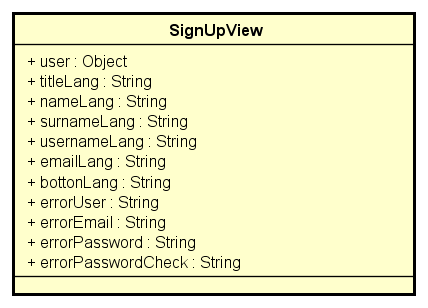 SignUpView
+ user : Object
+ titleLang : String
+ nameLang : String
+ surnameLang : String
+ usernameLang : String
+ emailLang : String
+ bottonLang : String
+ errorUser : String
+ errorEmail : String
+ errorPassword : String
+ errorPasswordCheck : String